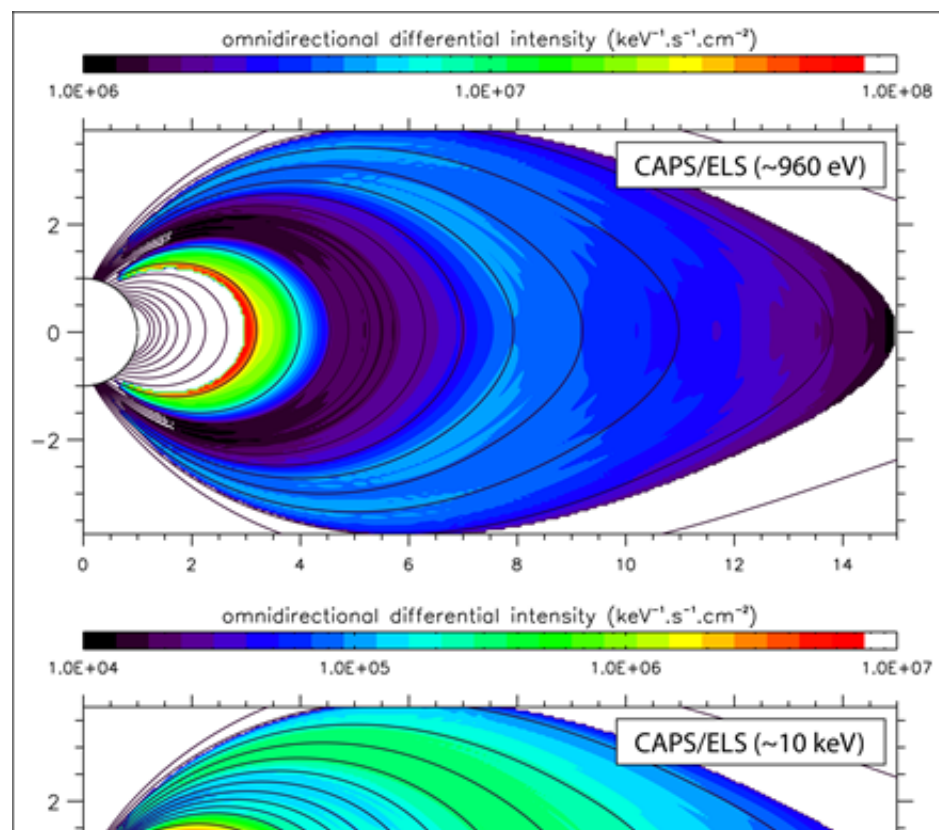 omnidirectional differential intensity (keV⁻¹.s⁻¹.cm⁻²)
1.0E+06 1.0E+07 1.0E+08
CAPS/ELS (~960 eV)
2
0
−2
0 2 4 6 8 10 12 14
omnidirectional differential intensity (keV⁻¹.s⁻¹.cm⁻²)
1.0E+04 1.0E+05 1.0E+06 1.0E+07
CAPS/ELS (~10 keV)
2